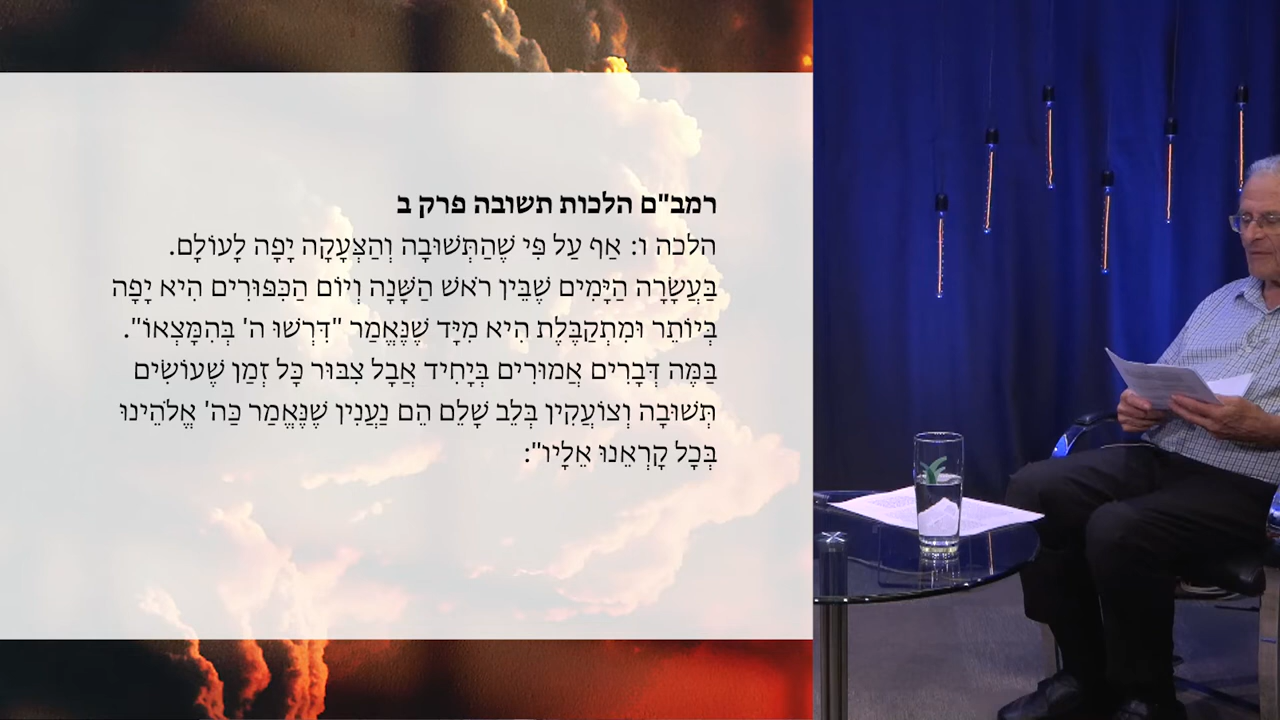 רמב"ם הלכות תשובה פרק ב
הלכה ו: אַף עַל פִּי שֶׁהַתְּשׁוּבָה וְהַצְּעָקָה יָפָה לָעוֹלָם.
בַּעֲשָׂרָה הַיָּמִים שֶׁבֵּין רֹאשׁ הַשָּׁנָה וְיוֹם הַכִּפּוּרִים הִיא יָפָה
בְּיוֹתֵר וּמִתְקַבֶּלֶת הִיא מִיָּד שֶׁנֶּאֱמַר "דִּרְשׁוּ ה' בְּהִמָּצְאוֹ".
בַּמֶּה דְּבָרִים אֲמוּרִים בְּיָחִיד אֲבָל צִבּוּר כָּל זְמַן שֶׁעוֹשִׂים
תְּשׁוּבָה וְצוֹעֲקִין בְּלֵב שָׁלֵם הֵם נַעֲנִין שֶׁנֶּאֱמַר כַּה' אֱלֹהֵינוּ
בְּכָל קָרְאֵנוּ אֵלָיו":